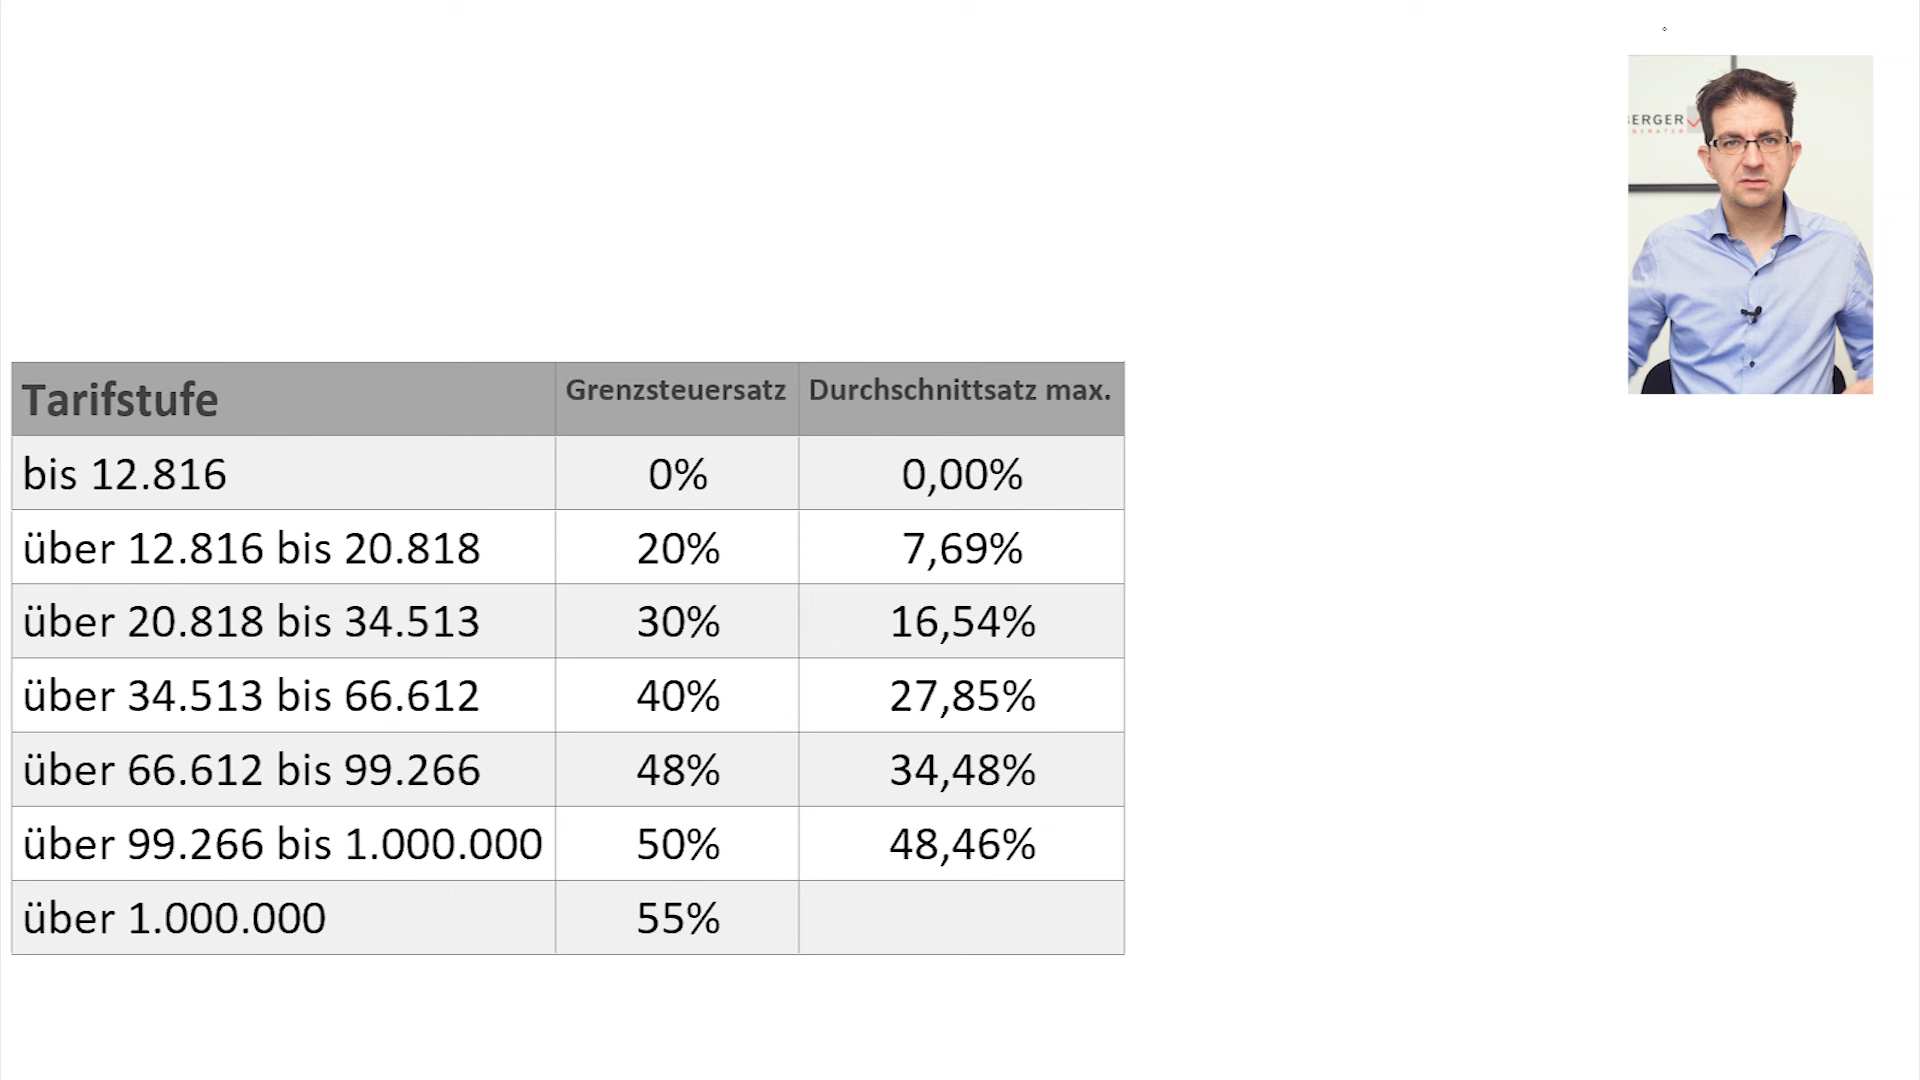 BERGER
BERATER
Tarifstufe Grenzsteuersatz Durchschnittsatz max.
bis 12.816 0% 0,00%
über 12.816 bis 20.818 20% 7,69%
über 20.818 bis 34.513 30% 16,54%
über 34.513 bis 66.612 40% 27,85%
über 66.612 bis 99.266 48% 34,48%
über 99.266 bis 1.000.000 50% 48,46%
über 1.000.000 55%